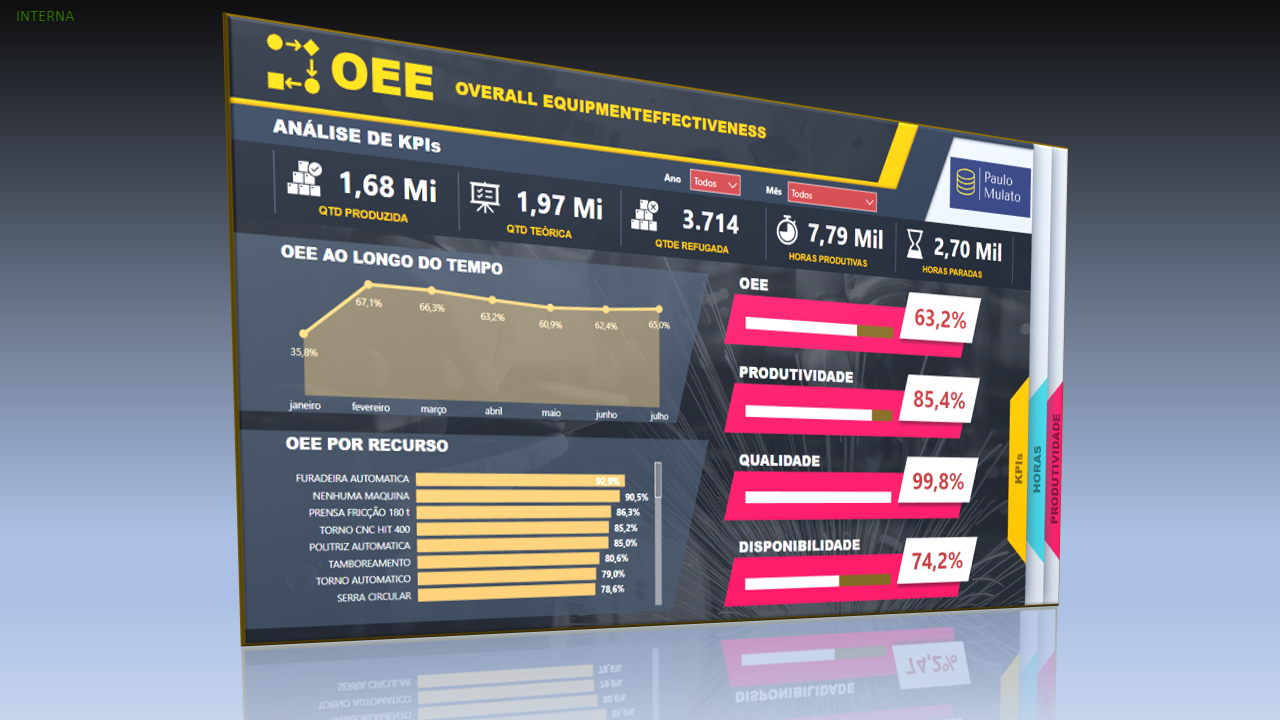 INTERNA
OEE OVERALL EQUIPMENTEFFECTIVENESS
ANÁLISE DE KPIs
Ano Todos Mês Todos
Paulo
Mulato
1,68 Mi
QTD PRODUZIDA
1,97 Mi
QTD TEÓRICA
3.714
QTDE REFUGADA
7,79 Mil
HORAS PRODUTIVAS
2,70 Mil
HORAS PARADAS
OEE AO LONGO DO TEMPO
35,8%
67,1%
66,3%
63,2%
60,9%
62,4%
65,0%
janeiro fevereiro março abril maio junho julho
OEE POR RECURSO
FURADEIRA AUTOMATICA 92,9%
NENHUMA MAQUINA 90,5%
PRENSA FRICÇÃO 180 t 86,3%
TORNO CNC HIT 400 85,2%
POLITRIZ AUTOMATICA 85,0%
TAMBOREAMENTO 80,6%
TORNO AUTOMATICO 79,0%
SERRA CIRCULAR 78,6%
OEE
63,2%
PRODUTIVIDADE
85,4%
QUALIDADE
99,8%
DISPONIBILIDADE
74,2%
KPIs
HORAS
PRODUTIVIDADE